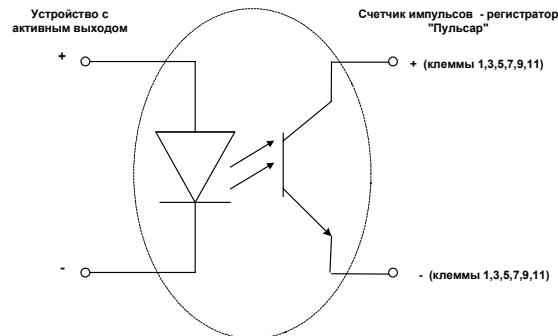 Устройство с
активным выходом
Счетчик импульсов - регистратор
"Пульсар"
+
+ (клеммы 1,3,5,7,9,11)
-
- (клеммы 1,3,5,7,9,11)